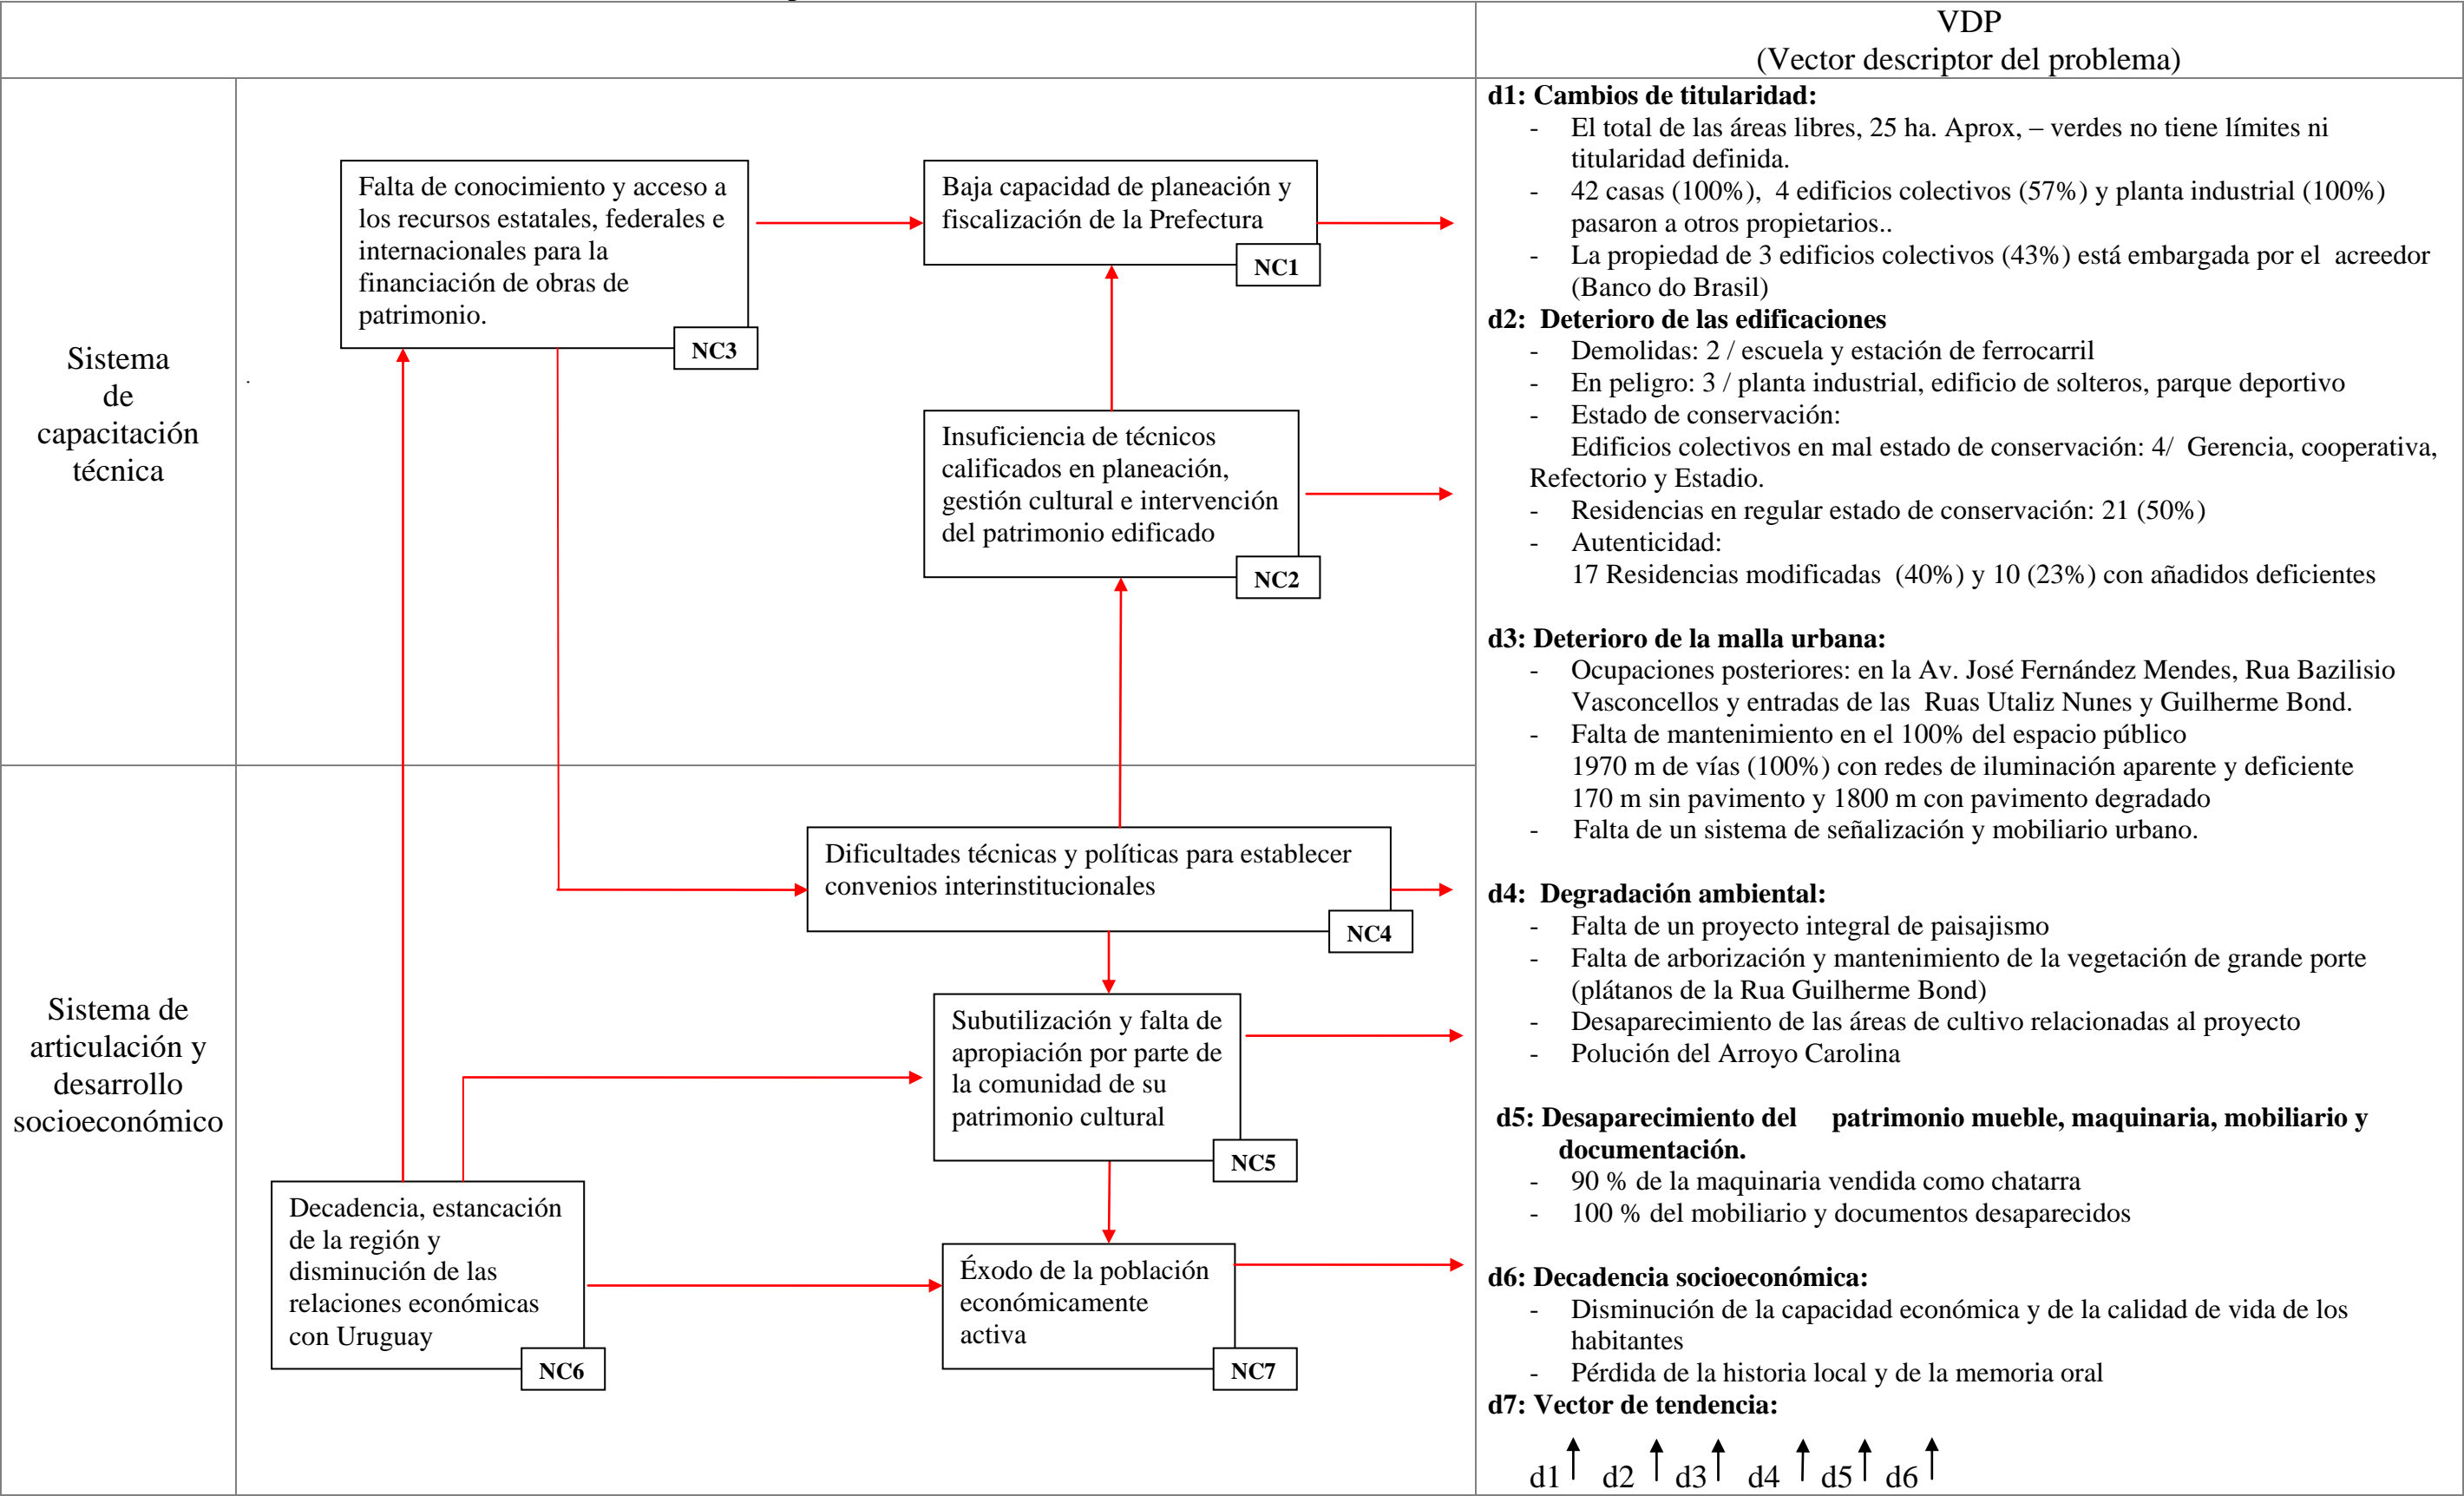 VDP
(Vector descriptor del problema)
Sistema
de
capacitación
técnica
Falta de conocimiento y acceso a
los recursos estatales, federales e
internacionales para la
financiación de obras de
patrimonio.
NC3
Baja capacidad de planeación y
fiscalización de la Prefectura
NC1
Insuficiencia de técnicos
calificados en planeación,
gestión cultural e intervención
del patrimonio edificado
NC2
Sistema de
articulación y
desarrollo
socioeconómico
Dificultades técnicas y políticas para establecer
convenios interinstitucionales
NC4
Subutilización y falta de
apropiación por parte de
la comunidad de su
patrimonio cultural
NC5
Decadencia, estancación
de la región y
disminución de las
relaciones económicas
con Uruguay
NC6
Éxodo de la población
económicamente
activa
NC7
d1: Cambios de titularidad:
- El total de las áreas libres, 25 ha. Aprox, – verdes no tiene límites ni
titularidad definida.
- 42 casas (100%), 4 edificios colectivos (57%) y planta industrial (100%)
pasaron a otros propietarios..
- La propiedad de 3 edificios colectivos (43%) está embargada por el acreedor
(Banco do Brasil)
d2: Deterioro de las edificaciones
- Demolidas: 2 / escuela y estación de ferrocarril
- En peligro: 3 / planta industrial, edificio de solteros, parque deportivo
- Estado de conservación:
Edificios colectivos en mal estado de conservación: 4/ Gerencia, cooperativa,
Refectorio y Estadio.
- Residencias en regular estado de conservación: 21 (50%)
- Autenticidad:
17 Residencias modificadas (40%) y 10 (23%) con añadidos deficientes
d3: Deterioro de la malla urbana:
- Ocupaciones posteriores: en la Av. José Fernández Mendes, Rua Bazilisio
Vasconcellos y entradas de las Ruas Utaliz Nunes y Guilherme Bond.
- Falta de mantenimiento en el 100% del espacio público
1970 m de vías (100%) con redes de iluminación aparente y deficiente
170 m sin pavimento y 1800 m con pavimento degradado
- Falta de un sistema de señalización y mobiliario urbano.
d4: Degradación ambiental:
- Falta de un proyecto integral de paisajismo
- Falta de arborización y mantenimiento de la vegetación de grande porte
(plátanos de la Rua Guilherme Bond)
- Desaparecimiento de las áreas de cultivo relacionadas al proyecto
- Polución del Arroyo Carolina
d5: Desaparecimiento del patrimonio mueble, maquinaria, mobiliario y
documentación.
- 90 % de la maquinaria vendida como chatarra
- 100 % del mobiliario y documentos desaparecidos
d6: Decadencia socioeconómica:
- Disminución de la capacidad económica y de la calidad de vida de los
habitantes
- Pérdida de la historia local y de la memoria oral
d7: Vector de tendencia:
d1 d2 d3 d4 d5 d6